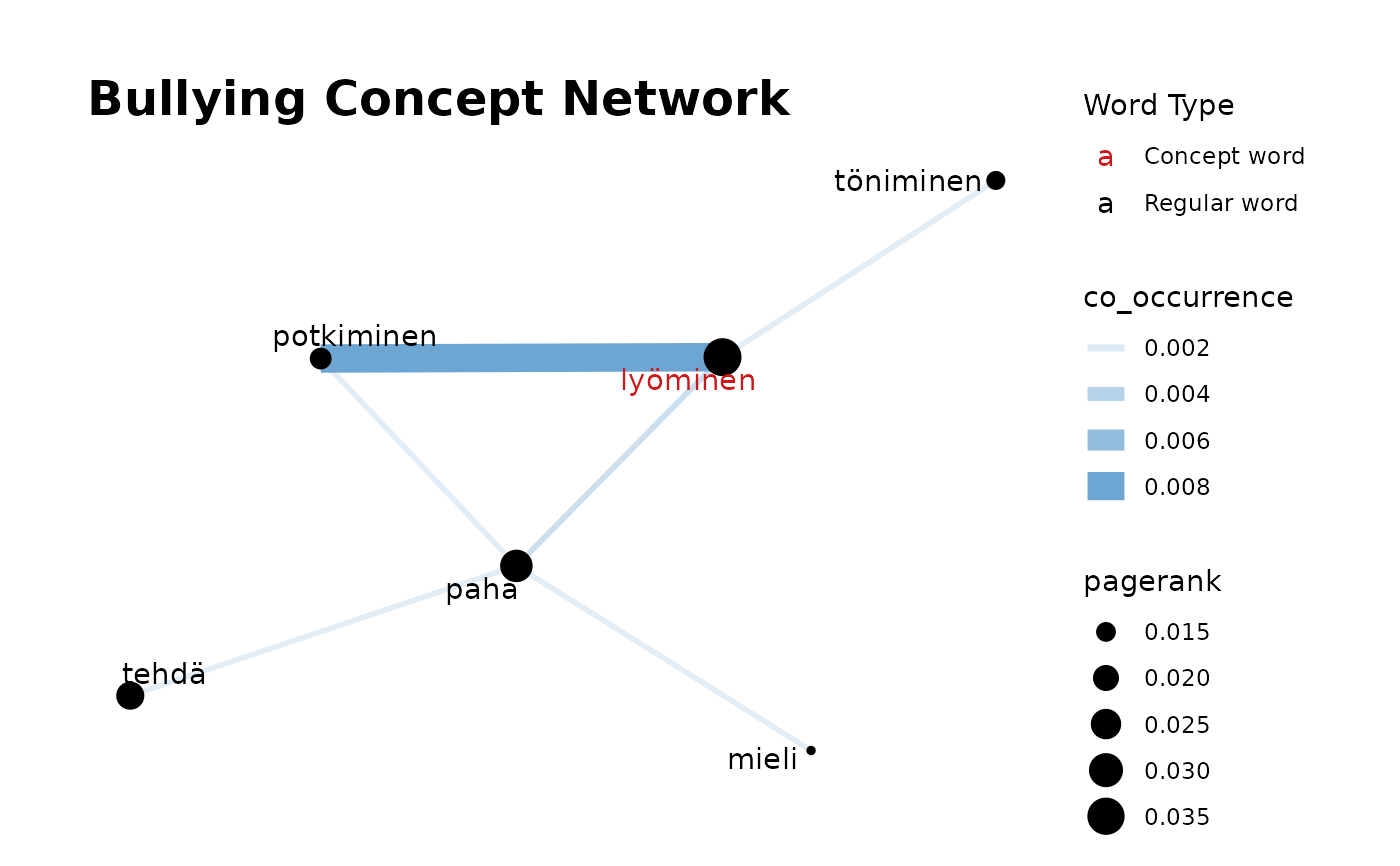 Bullying Concept Network
töniminen
potkiminen
lyöminen
paha
tehdä
mieli
Word Type
a Concept word
a Regular word
co_occurrence
0.002
0.004
0.006
0.008
pagerank
0.015
0.020
0.025
0.030
0.035